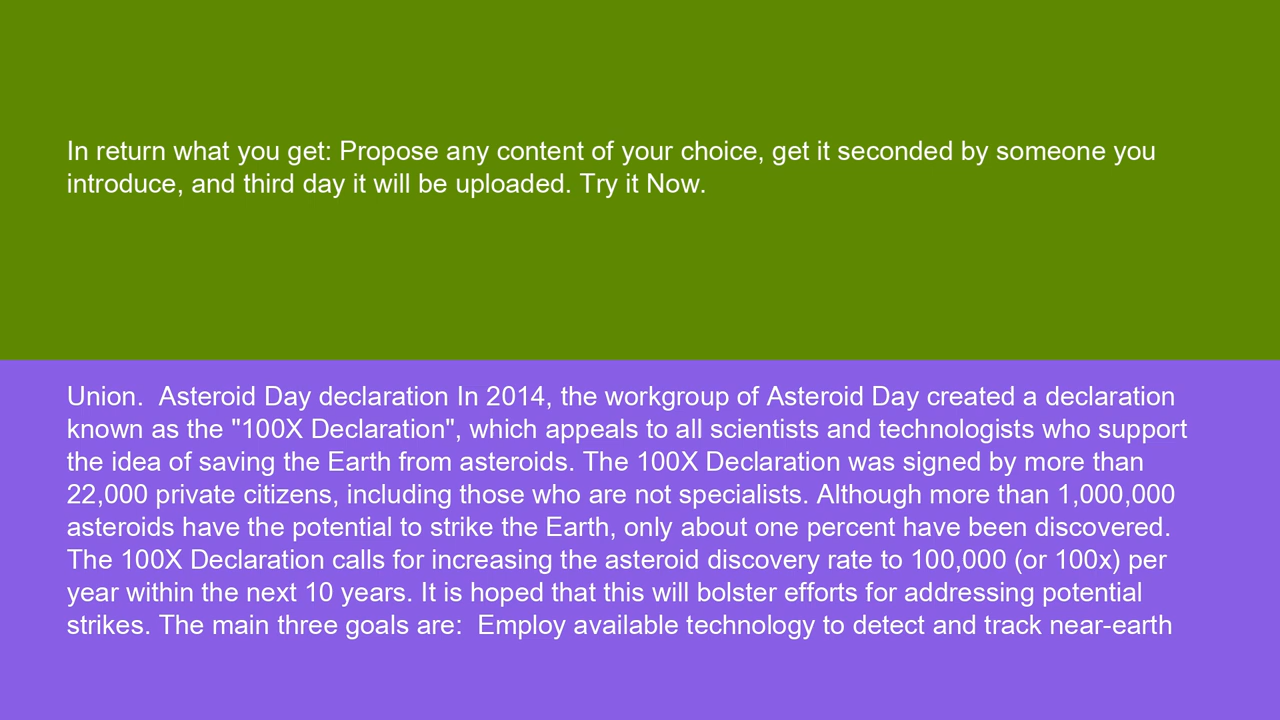 In return what you get: Propose any content of your choice, get it seconded by someone you
introduce, and third day it will be uploaded. Try it Now.
Union.  Asteroid Day declaration In 2014, the workgroup of Asteroid Day created a declaration
known as the "100X Declaration", which appeals to all scientists and technologists who support
the idea of saving the Earth from asteroids. The 100X Declaration was signed by more than
22,000 private citizens, including those who are not specialists. Although more than 1,000,000
asteroids have the potential to strike the Earth, only about one percent have been discovered.
The 100X Declaration calls for increasing the asteroid discovery rate to 100,000 (or 100x) per
year within the next 10 years. It is hoped that this will bolster efforts for addressing potential
strikes. The main three goals are:  Employ available technology to detect and track near-earth